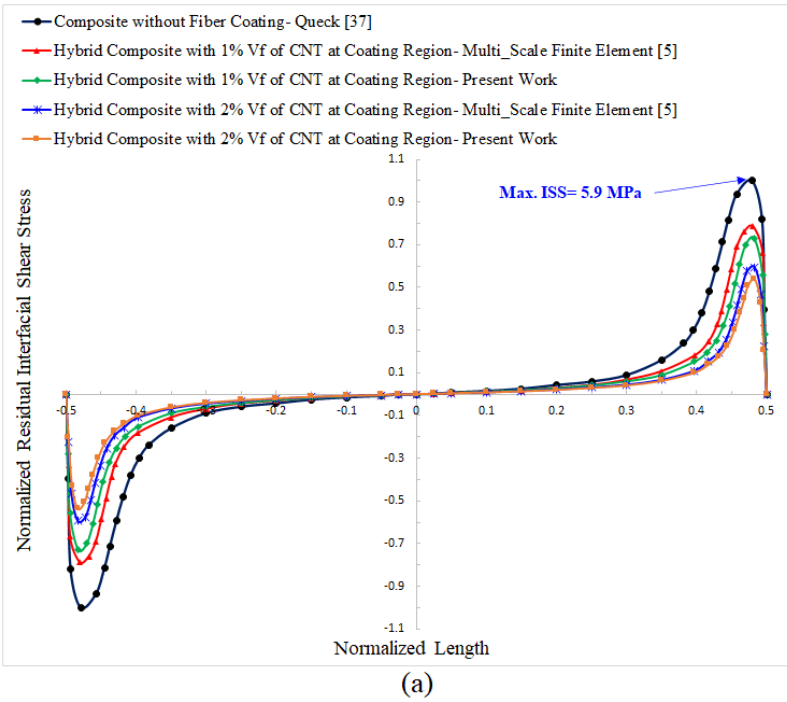 Composite without Fiber Coating- Queck [37]
Hybrid Composite with 1% Vf of CNT at Coating Region- Multi_Scale Finite Element [5]
Hybrid Composite with 1% Vf of CNT at Coating Region- Present Work
Hybrid Composite with 2% Vf of CNT at Coating Region- Multi_Scale Finite Element [5]
Hybrid Composite with 2% Vf of CNT at Coating Region- Present Work
Normalized Residual Interfacial Shear Stress
1.1
0.9
0.7
0.5
0.3
0.1
-0.1
-0.3
-0.5
-0.7
-0.9
-1.1
Max. ISS= 5.9 MPa
-0.5 -0.4 -0.3 -0.2 -0.1 0 0.1 0.2 0.3 0.4 0.5
Normalized Length
(a)